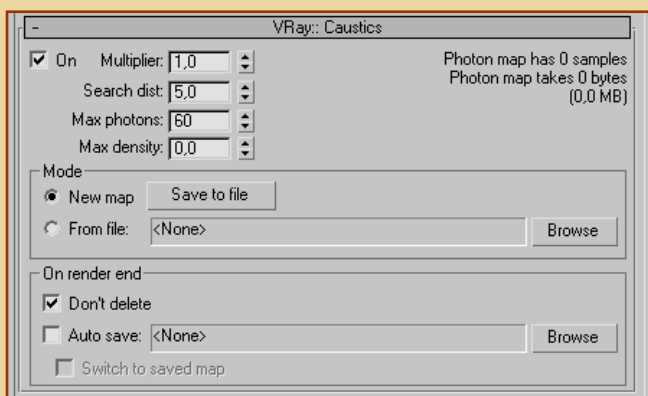 - VRay:: Caustics
On Multiplier: 1,0 Photon map has 0 samples
Photon map takes 0 bytes
Search dist: 5,0 (0,0 MB)
Max photons: 60
Max density: 0,0
Mode
New map Save to file
From file: <None> Browse
On render end
Don't delete
Auto save: <None> Browse
Switch to saved map